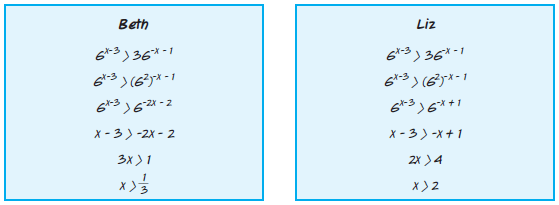 Beth
6^(x-3) > 36^(-x - 1)
6^(x-3) > (6^2)^(-x - 1)
6^(x-3) > 6^(-2x - 2)
x - 3 > -2x - 2
3x > 1
x > 1/3
Liz
6^(x-3) > 36^(-x - 1)
6^(x-3) > (6^2)^(-x - 1)
6^(x-3) > 6^(-x + 1)
x - 3 > -x + 1
2x > 4
x > 2